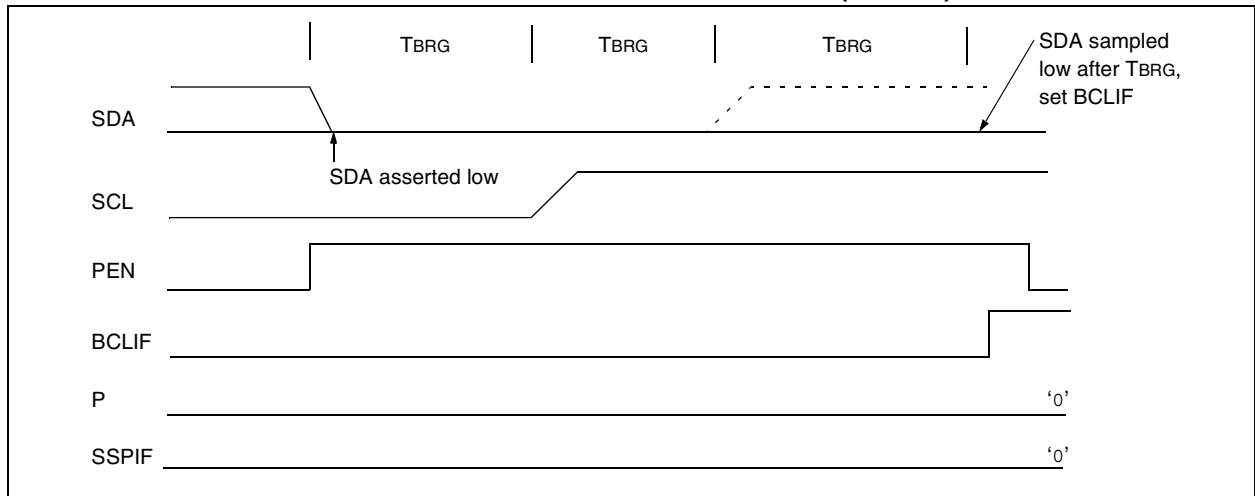 TBRG TBRG TBRG
SDA sampled
low after TBRG,
set BCLIF
SDA
SDA asserted low
SCL
PEN
BCLIF
P
‘0’
SSPIF
‘0’